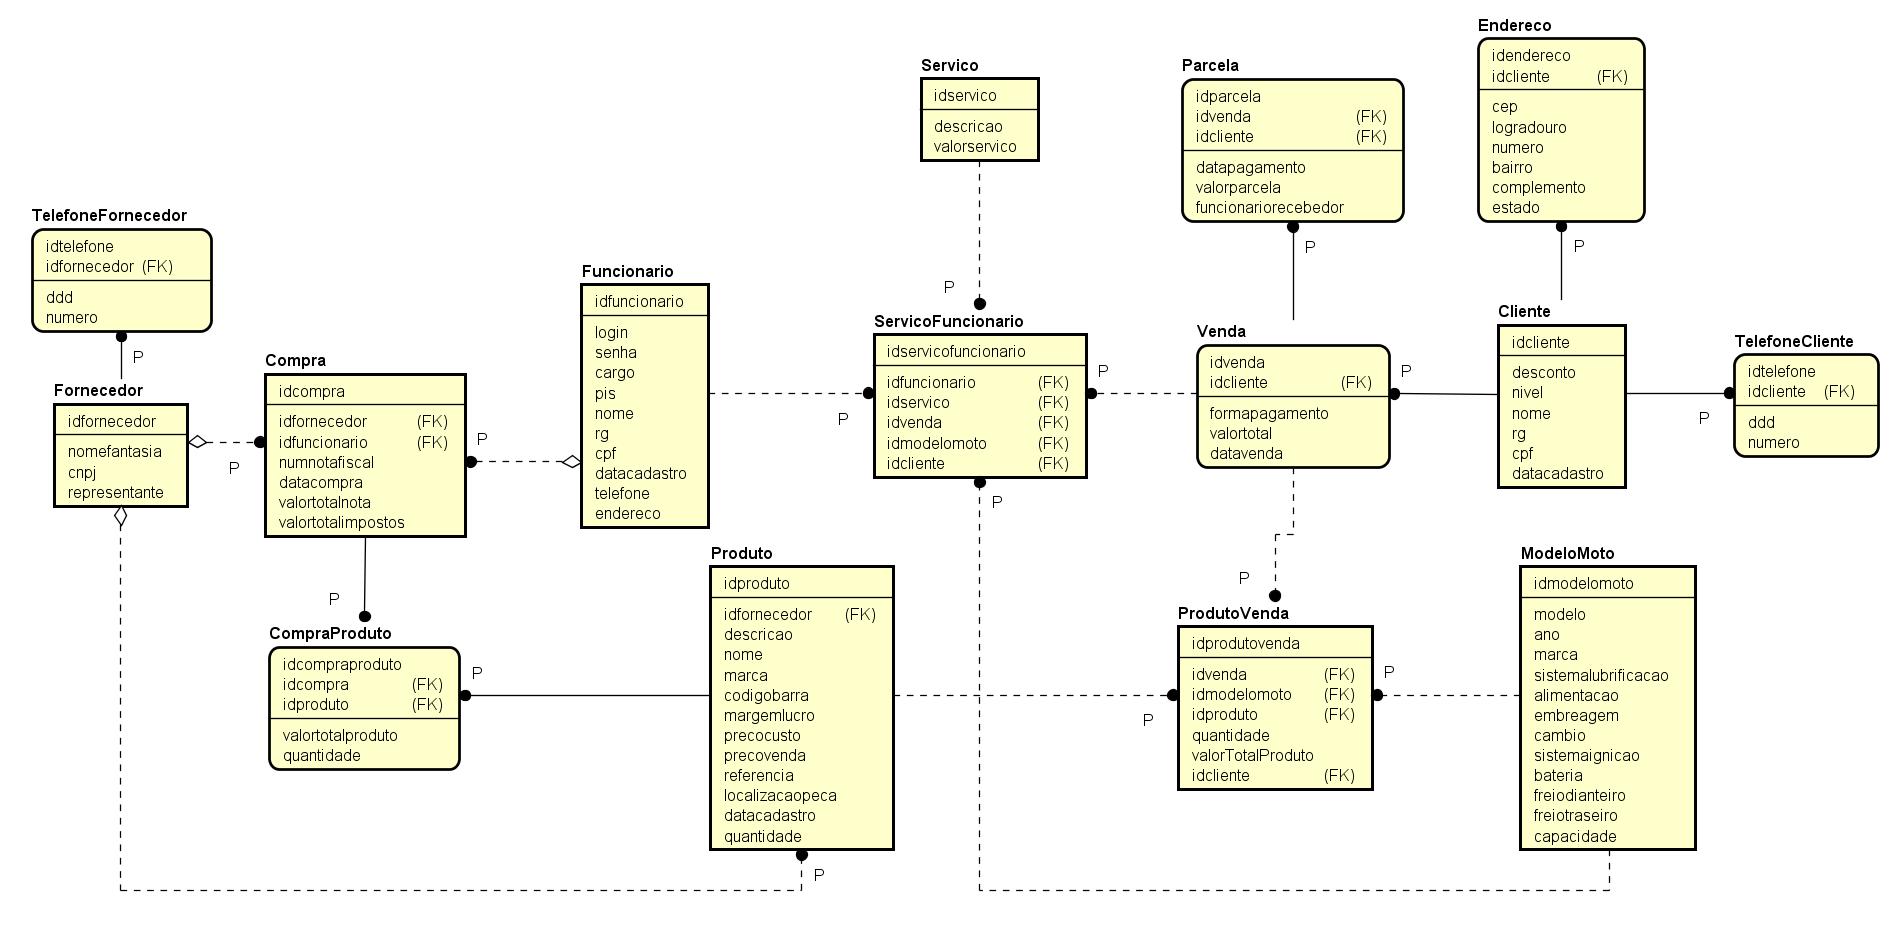 Endereco
idendereco
idcliente (FK)
cep
logradouro
numero
bairro
complemento
estado
P
Servico
idservico
descricao
valorservico
P
Parcela
idparcela
idvenda (FK)
idcliente (FK)
datapagamento
valorparcela
funcionariorecebedor
P
TelefoneFornecedor
idtelefone
idfornecedor (FK)
ddd
numero
P
Fornecedor
idfornecedor
nomefantasia
cnpj
representante
P
Compra
idcompra
idfornecedor (FK)
idfuncionario (FK)
numnotafiscal
datacompra
valortotalnota
valortotalimpostos
P
Funcionario
idfuncionario
login
senha
cargo
pis
nome
rg
cpf
datacadastro
telefone
endereco
P
ServicoFuncionario
idservicofuncionario
idfuncionario (FK)
idservico (FK)
idvenda (FK)
idmodelomoto (FK)
idcliente (FK)
P
P
Venda
idvenda
idcliente (FK)
formapagamento
valortotal
datavenda
P
Cliente
idcliente
desconto
nivel
nome
rg
cpf
datacadastro
P
TelefoneCliente
idtelefone
idcliente (FK)
ddd
numero
P
CompraProduto
idcompraproduto
idcompra (FK)
idproduto (FK)
valortotalproduto
quantidade
P
Produto
idproduto
idfornecedor (FK)
descricao
nome
marca
codigobarra
margemlucro
precocusto
precovenda
referencia
localizacaopeca
datacadastro
quantidade
P
P
P
ProdutoVenda
idprodutovenda
idvenda (FK)
idmodelomoto (FK)
idproduto (FK)
quantidade
valorTotalProduto
idcliente (FK)
P
ModeloMoto
idmodelomoto
modelo
ano
marca
sistemalubrificacao
alimentacao
embreagem
cambio
sistemaignicao
bateria
freiodianteiro
freiotraseiro
capacidade